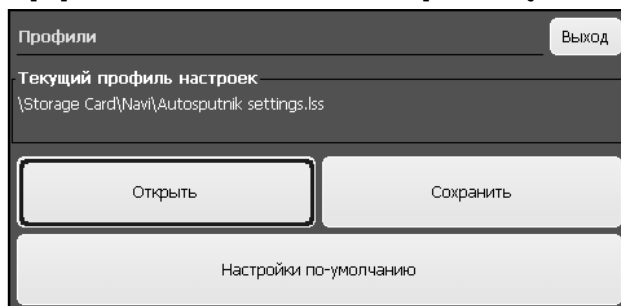 Профили
Выход
Текущий профиль настроек
\Storage Card\Navi\Autosputnik settings.lss
Открыть
Сохранить
Настройки по-умолчанию